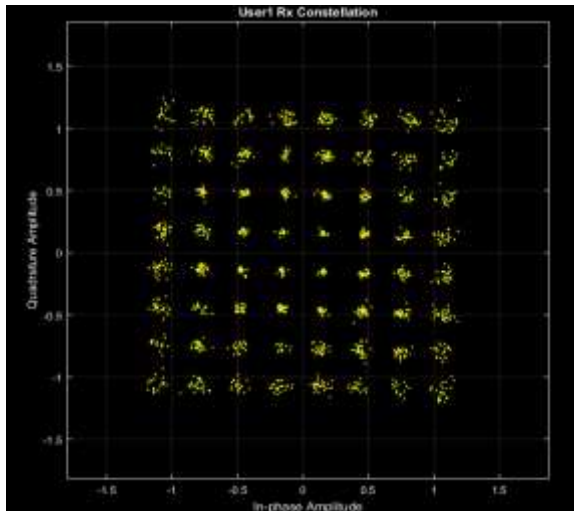 User1 Rx Constellation
1.5
1
0.5
0
-0.5
-1
-1.5
Quadrature Amplitude
-1.5 -1 -0.5 0 0.5 1 1.5
In-phase Amplitude